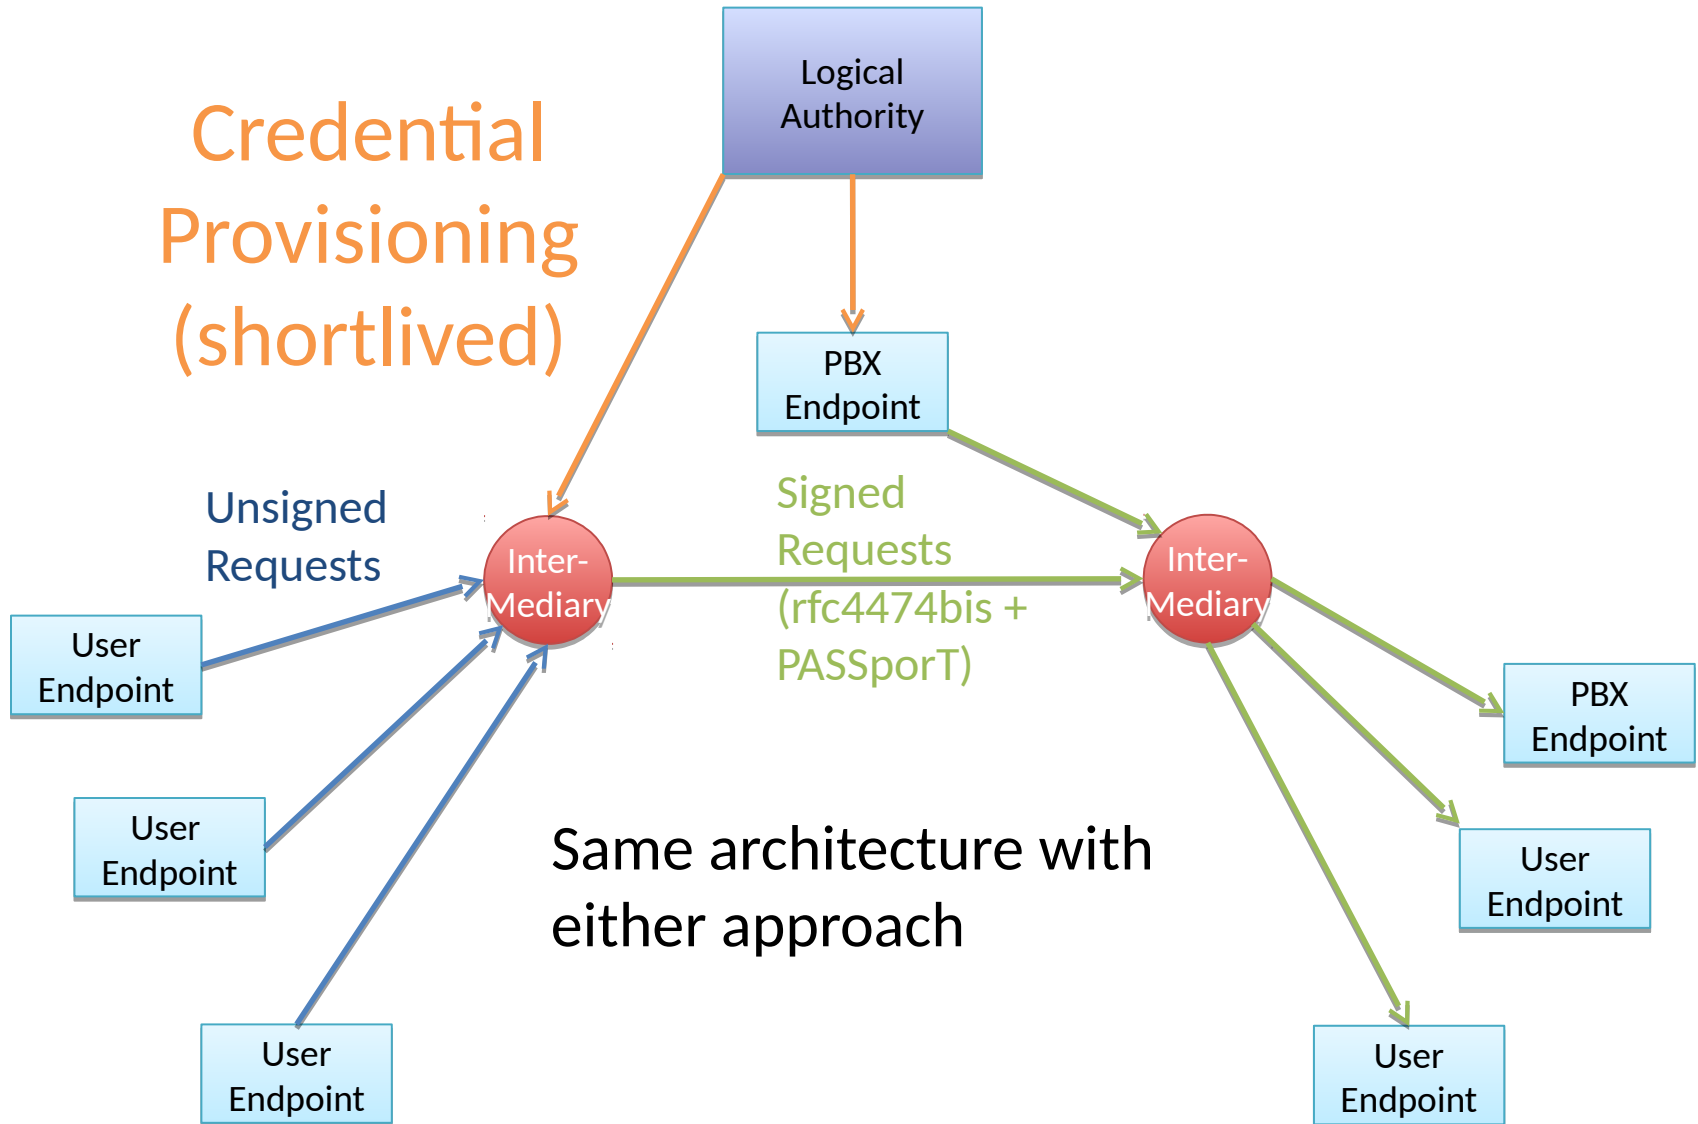 Logical
Authority
Credential
Provisioning
(shortlived)
PBX
Endpoint
Unsigned
Requests
Signed
Requests
(rfc4474bis +
PASSporT)
Inter-
Mediary
Inter-
Mediary
User
Endpoint
PBX
Endpoint
User
Endpoint
Same architecture with
either approach
User
Endpoint
User
Endpoint
User
Endpoint